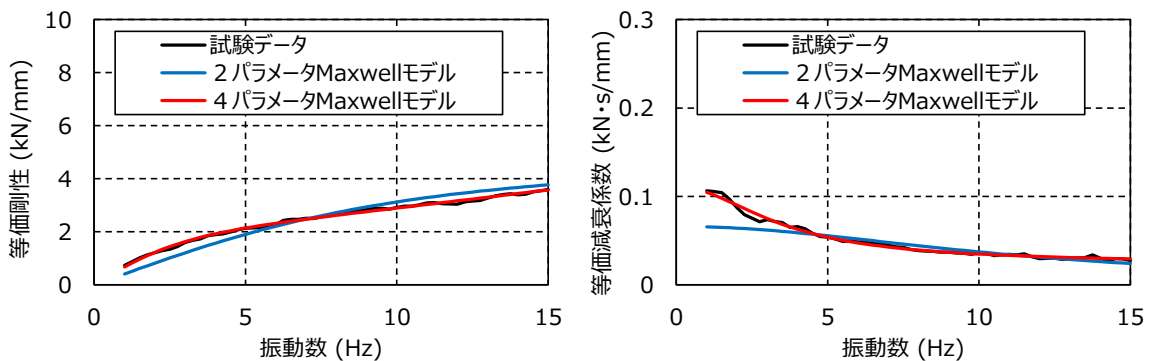 10
8
6
4
2
0
等価剛性 (kN/mm)
試験データ
２パラメータMaxwellモデル
４パラメータMaxwellモデル
0
5
10
15
振動数 (Hz)
0.3
0.2
0.1
0
等価減衰係数 (kN･s/mm)
試験データ
２パラメータMaxwellモデル
４パラメータMaxwellモデル
0
5
10
15
振動数 (Hz)